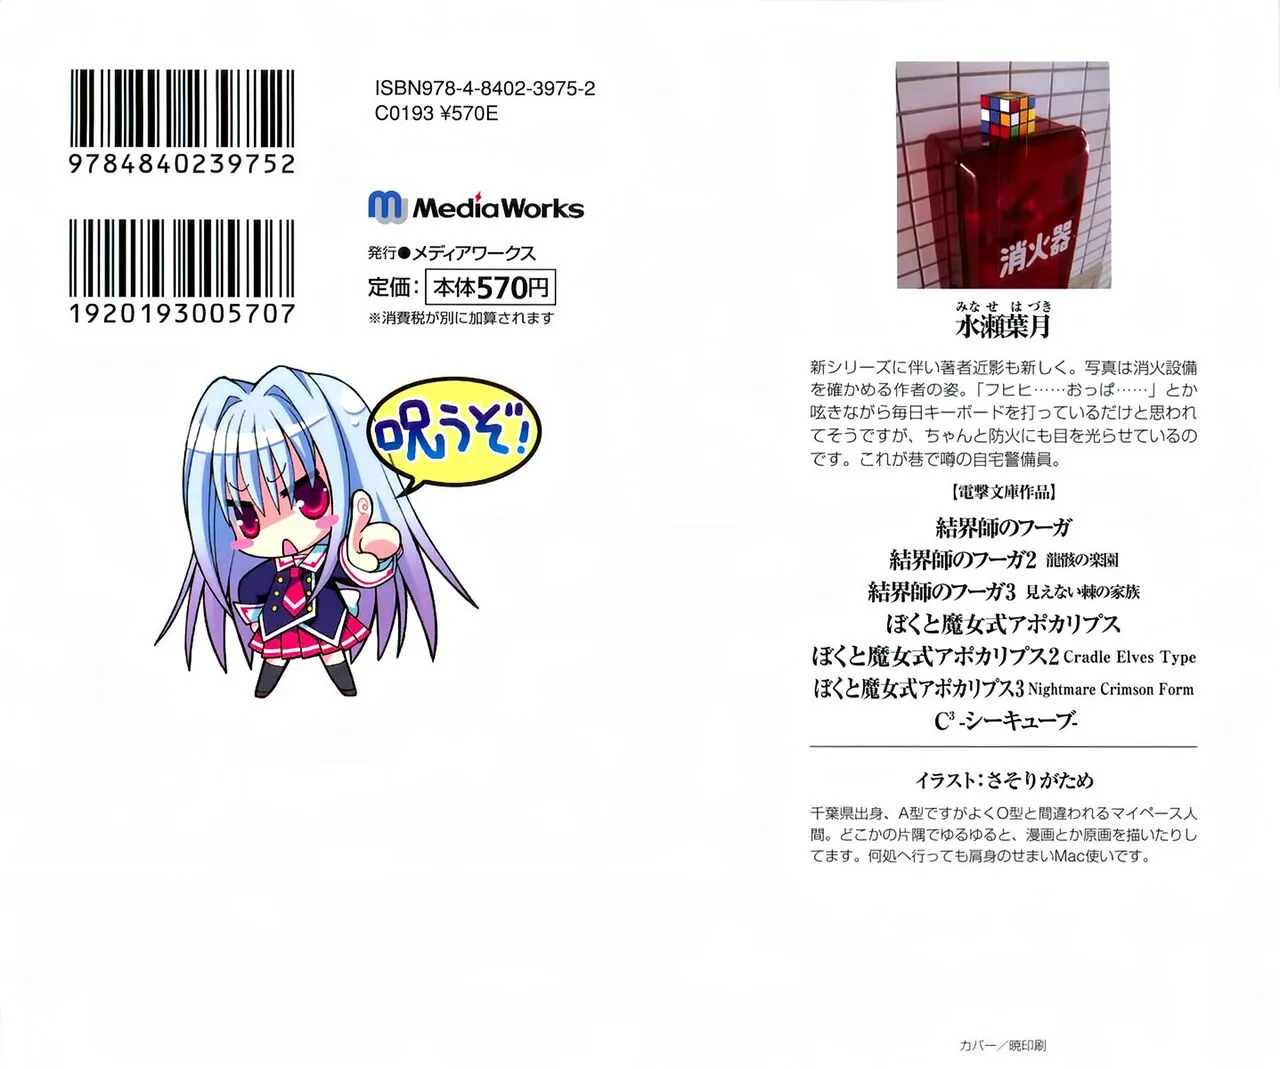 9784840239752
1920193005707
ISBN978-4-8402-3975-2
C0193 ¥570E
MediaWorks
発行●メディアワークス
定価：本体570円
※消費税が別に加算されます
呪うぞ!
消火器
みなせ はづき
水瀬葉月
新シリーズに伴い著者近影も新しく。写真は消火設備
を確かめる作者の姿。「フヒヒ……おっぱ……」とか
呟きながら毎日キーボードを打っているだけと思われ
てそうですが、ちゃんと防火にも目を光らせているの
です。これが巷で噂の自宅警備員。
【電撃文庫作品】
結界師のフーガ
結界師のフーガ2 龍骸の楽園
結界師のフーガ3 見えない棘の家族
ぼくと魔女式アポカリプス
ぼくと魔女式アポカリプス2 Cradle Elves Type
ぼくと魔女式アポカリプス3 Nightmare Crimson Form
C³ -シーキューブ-
イラスト：さそりがため
千葉県出身、A型ですがよくO型と間違われるマイペース人
間。どこかの片隅でゆるゆると、漫画とか原画を描いたりし
てます。何処へ行っても肩身のせまいMac使いです。
カバー／暁印刷